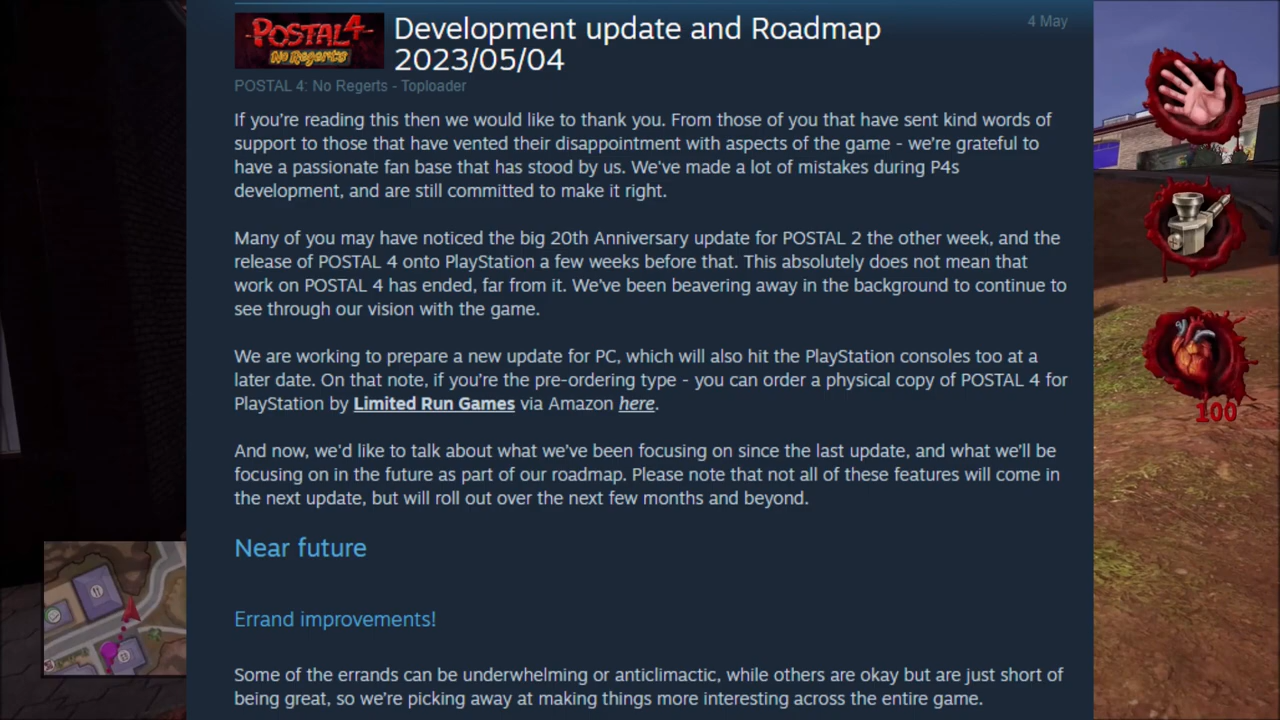 POSTAL 4
No Regerts
Development update and Roadmap
2023/05/04
4 May
POSTAL 4: No Regerts - Toploader
If you're reading this then we would like to thank you. From those of you that have sent kind words of
support to those that have vented their disappointment with aspects of the game - we're grateful to
have a passionate fan base that has stood by us. We've made a lot of mistakes during P4s
development, and are still committed to make it right.
Many of you may have noticed the big 20th Anniversary update for POSTAL 2 the other week, and the
release of POSTAL 4 onto PlayStation a few weeks before that. This absolutely does not mean that
work on POSTAL 4 has ended, far from it. We've been beavering away in the background to continue to
see through our vision with the game.
We are working to prepare a new update for PC, which will also hit the PlayStation consoles too at a
later date. On that note, if you're the pre-ordering type - you can order a physical copy of POSTAL 4 for
PlayStation by Limited Run Games via Amazon here.
And now, we'd like to talk about what we've been focusing on since the last update, and what we'll be
focusing on in the future as part of our roadmap. Please note that not all of these features will come in
the next update, but will roll out over the next few months and beyond.
Near future
Errand improvements!
Some of the errands can be underwhelming or anticlimactic, while others are okay but are just short of
being great, so we're picking away at making things more interesting across the entire game.
100